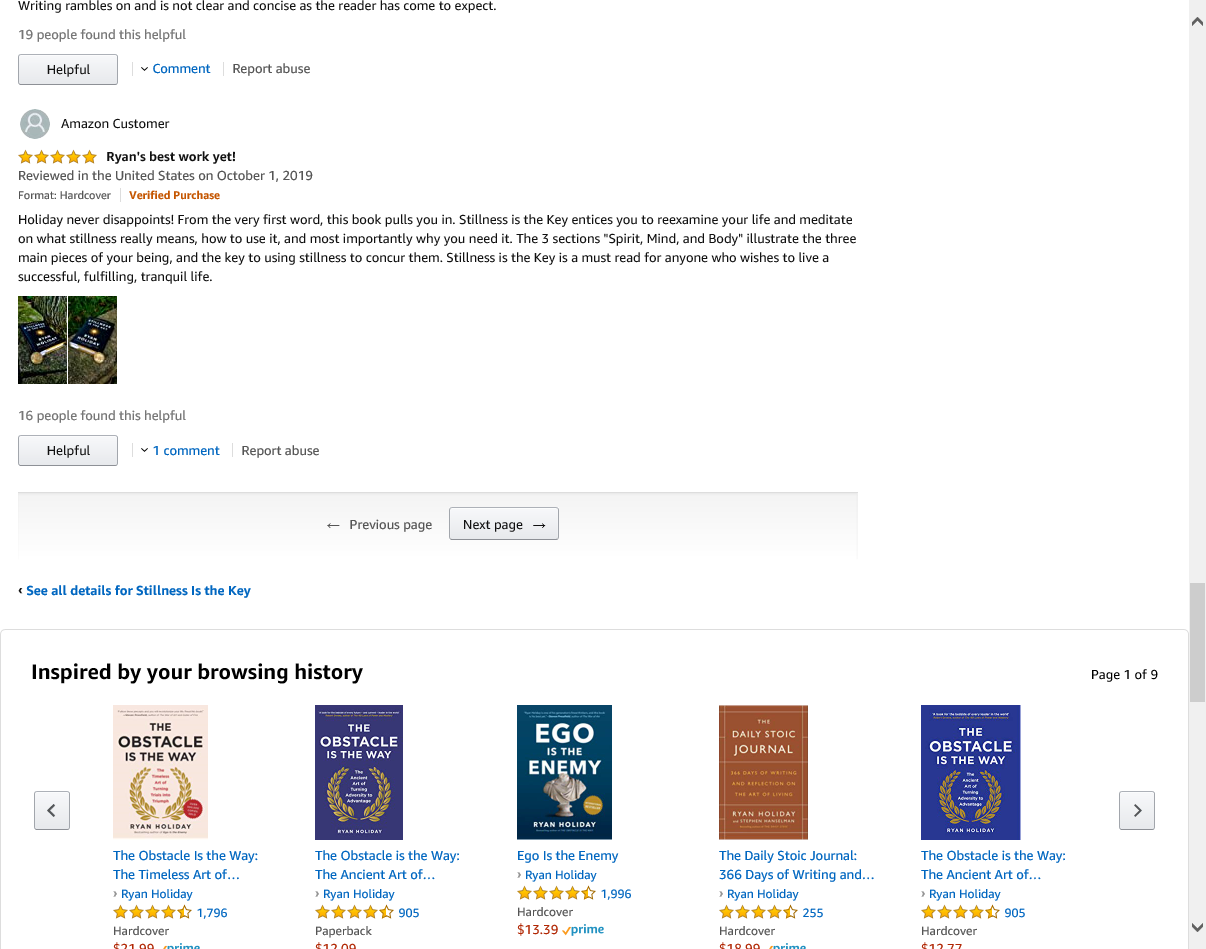 Writing rambles on and is not clear and concise as the reader has come to expect.
19 people found this helpful
Helpful
Comment
Report abuse
Amazon Customer
Ryan's best work yet!
Reviewed in the United States on October 1, 2019
Format: Hardcover
Verified Purchase
Holiday never disappoints! From the very first word, this book pulls you in. Stillness is the Key entices you to reexamine your life and meditate
on what stillness really means, how to use it, and most importantly why you need it. The 3 sections "Spirit, Mind, and Body" illustrate the three
main pieces of your being, and the key to using stillness to concur them. Stillness is the Key is a must read for anyone who wishes to live a
successful, fulfilling, tranquil life.
16 people found this helpful
Helpful
1 comment
Report abuse
← Previous page
Next page →
‹ See all details for Stillness Is the Key
Inspired by your browsing history
Page 1 of 9
THE
OBSTACLE
IS THE WAY
The
Timeless
Art of
Turning
Trials into
Triumph
RYAN HOLIDAY
The Obstacle Is the Way:
The Timeless Art of…
› Ryan Holiday
1,796
Hardcover
$21.99 prime
THE
OBSTACLE
IS THE WAY
The
Ancient
Art of
Turning
Adversity to
Advantage
RYAN HOLIDAY
The Obstacle is the Way:
The Ancient Art of…
› Ryan Holiday
905
Paperback
$12.09
EGO
IS THE
ENEMY
RYAN HOLIDAY
Ego Is the Enemy
› Ryan Holiday
1,996
Hardcover
$13.39 prime
THE
DAILY STOIC
JOURNAL
366 DAYS OF WRITING
AND REFLECTION ON
THE ART OF LIVING
RYAN HOLIDAY
and STEPHEN HANSELMAN
The Daily Stoic Journal:
366 Days of Writing and…
› Ryan Holiday
255
Hardcover
$18.99 prime
THE
OBSTACLE
IS THE WAY
The
Ancient
Art of
Turning
Adversity to
Advantage
RYAN HOLIDAY
The Obstacle is the Way:
The Ancient Art of…
› Ryan Holiday
905
Hardcover
$12.77